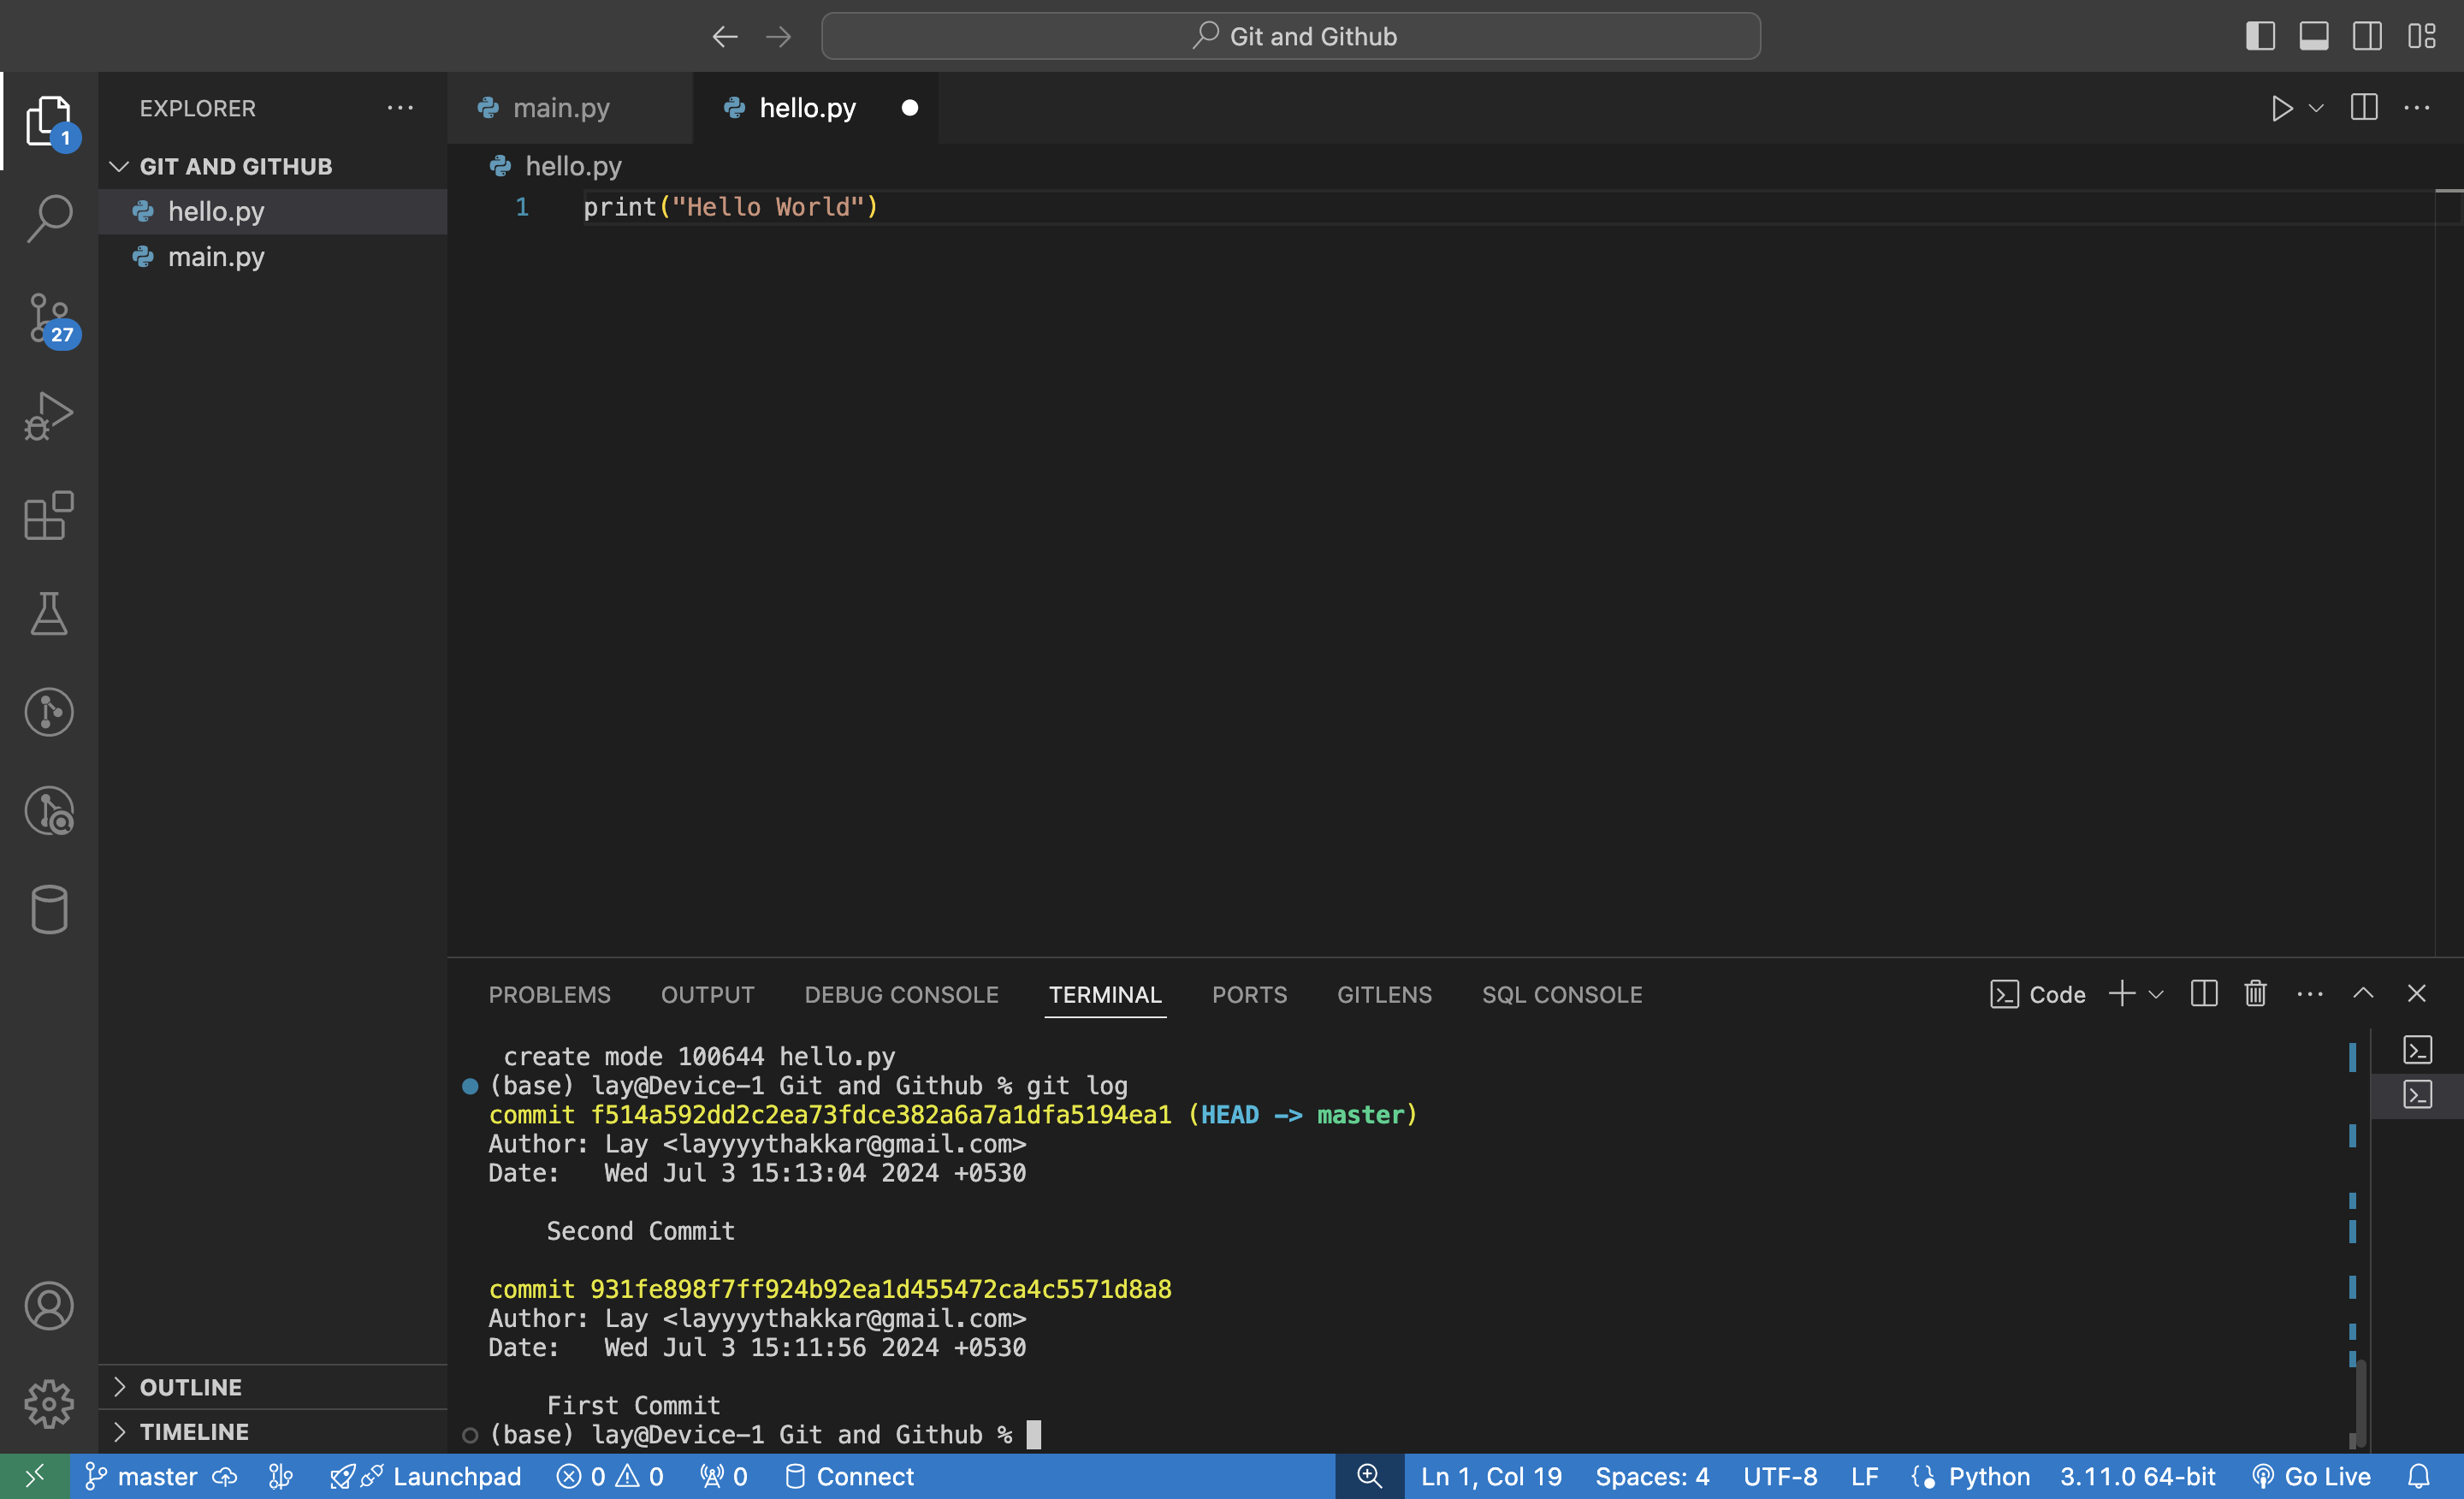 Git and Github
EXPLORER
main.py
hello.py
1
GIT AND GITHUB
hello.py
hello.py
1 print("Hello World")
main.py
27
PROBLEMS OUTPUT DEBUG CONSOLE TERMINAL PORTS GITLENS SQL CONSOLE Code
create mode 100644 hello.py
(base) lay@Device-1 Git and Github % git log
commit f514a592dd2c2ea73fdce382a6a7a1dfa5194ea1 (HEAD -> master)
Author: Lay <layyyythakkar@gmail.com>
Date:   Wed Jul 3 15:13:04 2024 +0530
Second Commit
commit 931fe898f7ff924b92ea1d455472ca4c5571d8a8
Author: Lay <layyyythakkar@gmail.com>
Date:   Wed Jul 3 15:11:56 2024 +0530
First Commit
(base) lay@Device-1 Git and Github %
OUTLINE
TIMELINE
master Launchpad 0 0 0 Connect Ln 1, Col 19 Spaces: 4 UTF-8 LF Python 3.11.0 64-bit Go Live